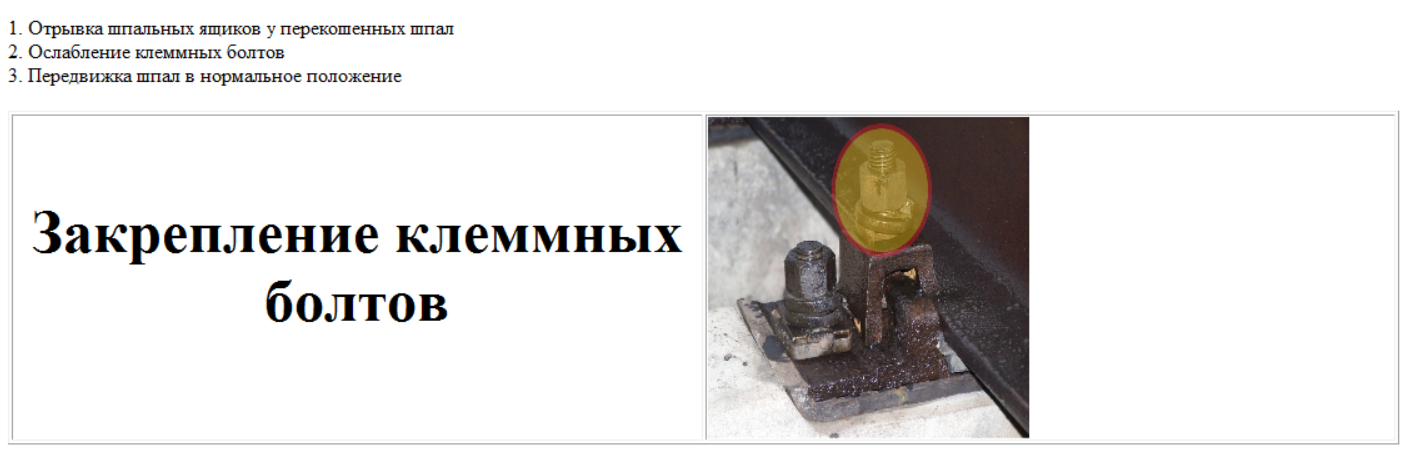 1. Отрывка шпальных ящиков у перекошенных шпал
2. Ослабление клеммных болтов
3. Передвижка шпал в нормальное положение
Закрепление клеммных
болтов